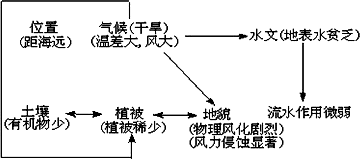 位置
(距海远)
气候(干旱)
(温差大,风大)
水文(地表水贫乏)
土壤
(有机物少)
植被
(植被稀少)
地貌
(物理风化剧烈)
(风力侵蚀显著)
流水作用微弱